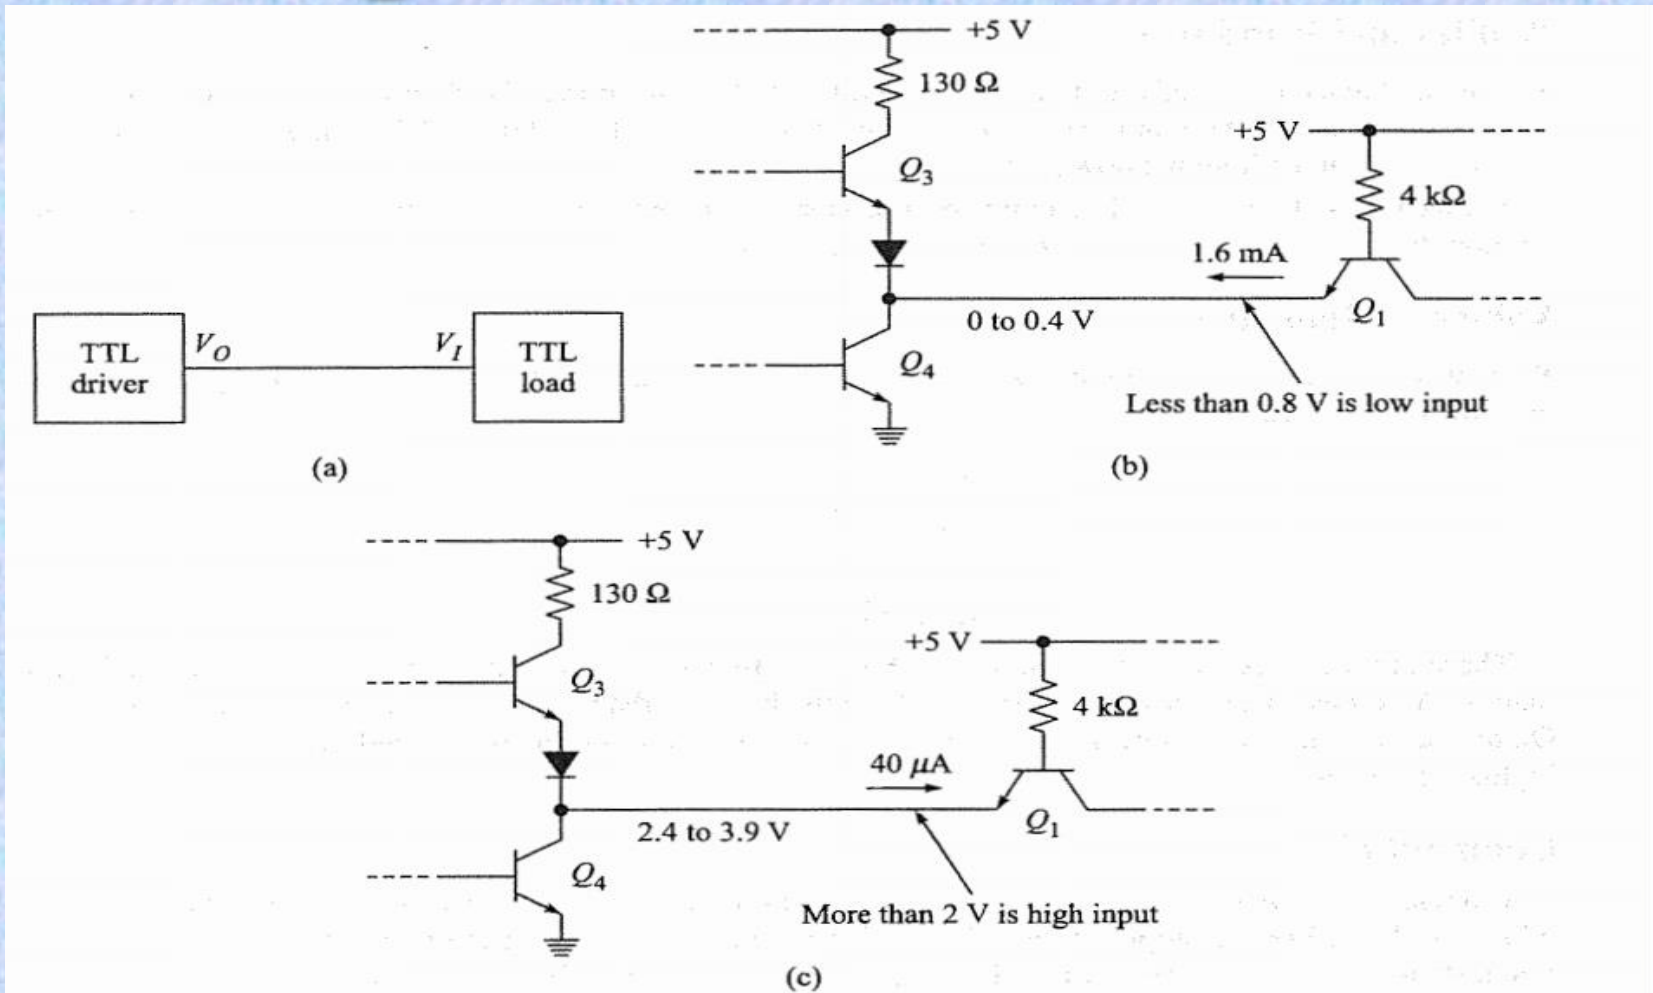 TTL
driver
V_O
V_I
TTL
load
(a)
+5 V
130 Ω
Q3
Q4
0 to 0.4 V
1.6 mA
+5 V
4 kΩ
Q1
Less than 0.8 V is low input
(b)
+5 V
130 Ω
Q3
Q4
2.4 to 3.9 V
40 μA
+5 V
4 kΩ
Q1
More than 2 V is high input
(c)